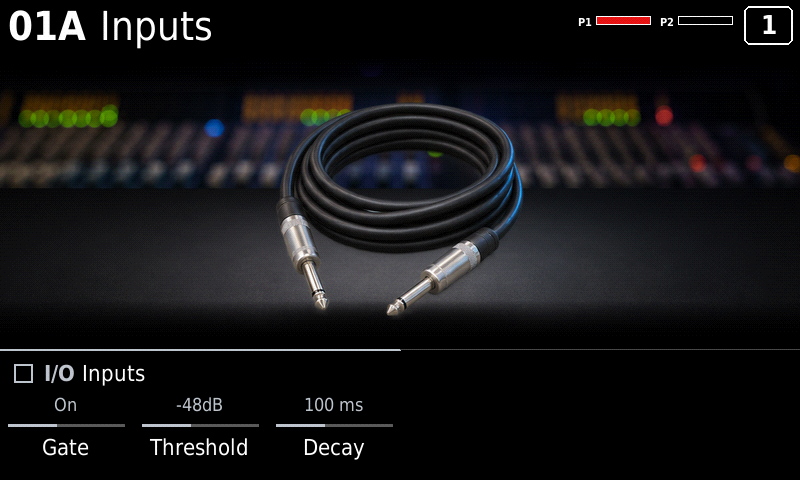 01A Inputs
P1 P2 1
I/O Inputs
On -48dB 100 ms
Gate Threshold Decay